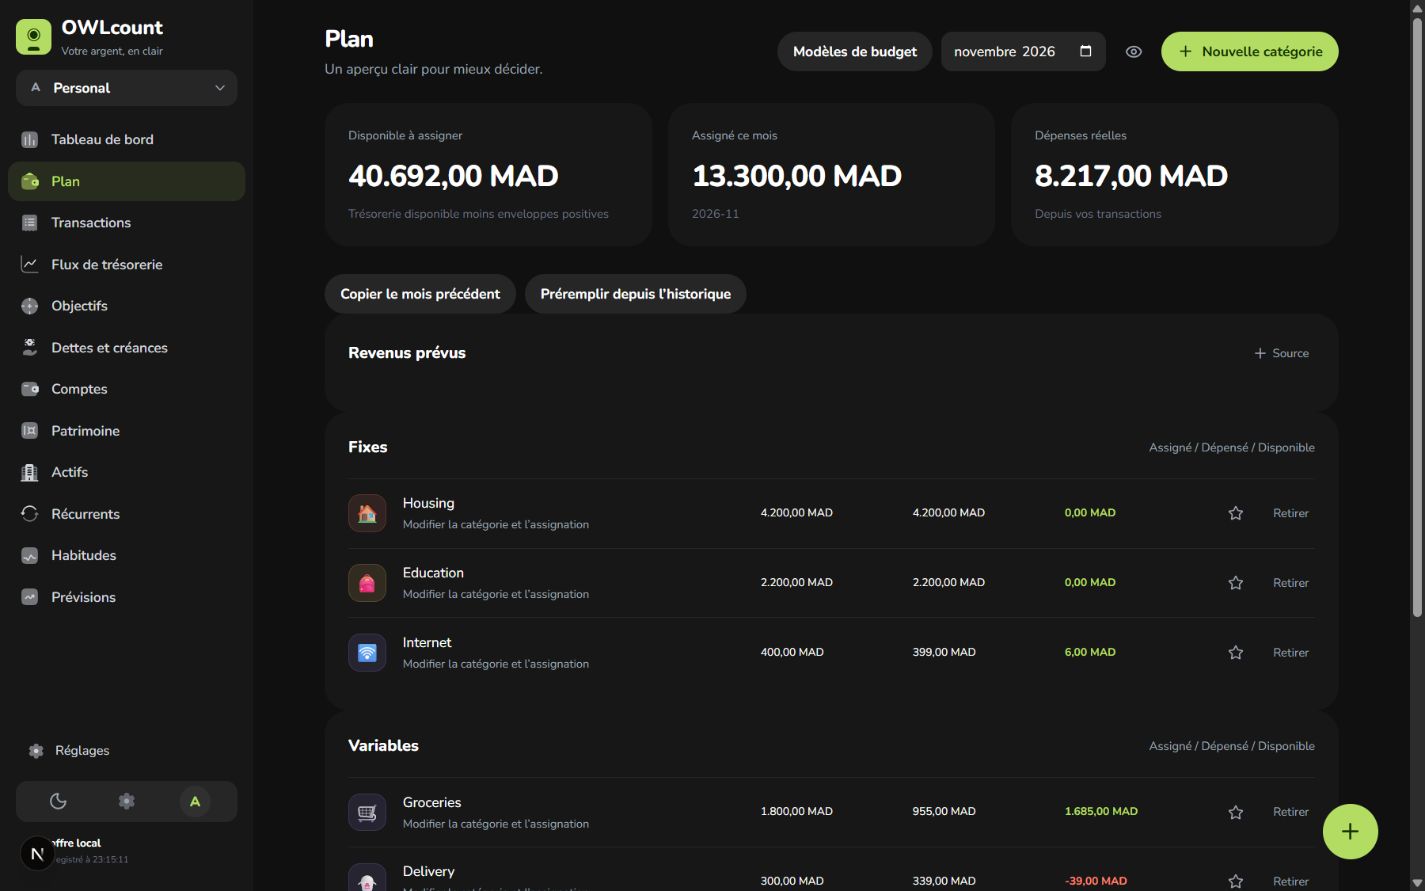 OWLcount
Votre argent, en clair
A Personal
Tableau de bord
Plan
Transactions
Flux de trésorerie
Objectifs
Dettes et créances
Comptes
Patrimoine
Actifs
Récurrents
Habitudes
Prévisions
Réglages
A
offre local
egistré à 23:15:11
N
Plan
Un aperçu clair pour mieux décider.
Modèles de budget
novembre 2026
+ Nouvelle catégorie
Disponible à assigner
40.692,00 MAD
Trésorerie disponible moins enveloppes positives
Assigné ce mois
13.300,00 MAD
2026-11
Dépenses réelles
8.217,00 MAD
Depuis vos transactions
Copier le mois précédent
Préremplir depuis l’historique
Revenus prévus
+ Source
Fixes
Assigné / Dépensé / Disponible
Housing
Modifier la catégorie et l’assignation
4.200,00 MAD 4.200,00 MAD 0,00 MAD Retirer
Education
Modifier la catégorie et l’assignation
2.200,00 MAD 2.200,00 MAD 0,00 MAD Retirer
Internet
Modifier la catégorie et l’assignation
400,00 MAD 399,00 MAD 6,00 MAD Retirer
Variables
Assigné / Dépensé / Disponible
Groceries
Modifier la catégorie et l’assignation
1.800,00 MAD 955,00 MAD 1.685,00 MAD Retirer
Delivery
300,00 MAD 339,00 MAD -39,00 MAD Retirer
+